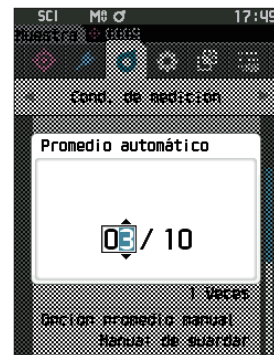 SCI M ♂ 17:49
Muestra 0009
Cond. de medición
Promedio automático
03 / 10
1 Veces
Opción promedio manual
Manual de guardar